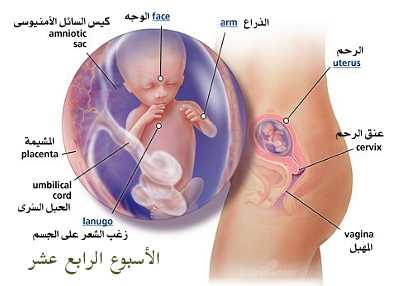 كيس السائل الأمنيوسى
amniotic
sac
الوجه face
arm الذراع
الرحم
uterus
عنق الرحم
cervix
المشيمة
placenta
umbilical
cord
الحبل السرى
lanugo
زغب الشعر على الجسم
vagina
المهبل
الأسبوع الرابع عشر